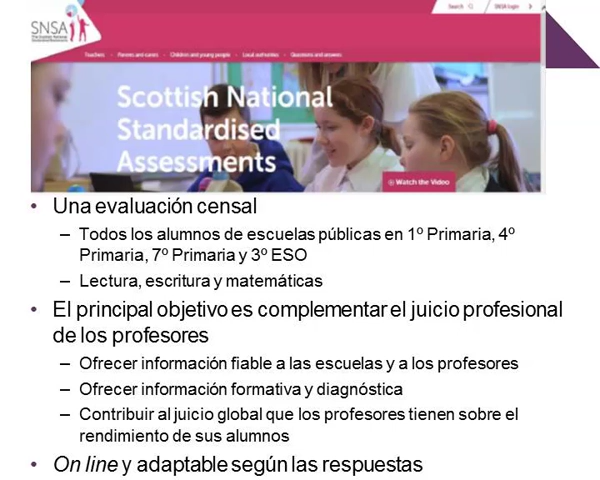 Search
SNSA Login
SNSA
Teachers
Parents and carers
Children and young people
Local authorities
Questions and answers
Scottish National
Standardised
Assessments
Watch the Video
• Una evaluación censal
– Todos los alumnos de escuelas públicas en 1º Primaria, 4º
Primaria, 7º Primaria y 3º ESO
– Lectura, escritura y matemáticas
• El principal objetivo es complementar el juicio profesional
de los profesores
– Ofrecer información fiable a las escuelas y a los profesores
– Ofrecer información formativa y diagnóstica
– Contribuir al juicio global que los profesores tienen sobre el
rendimiento de sus alumnos
• On line y adaptable según las respuestas